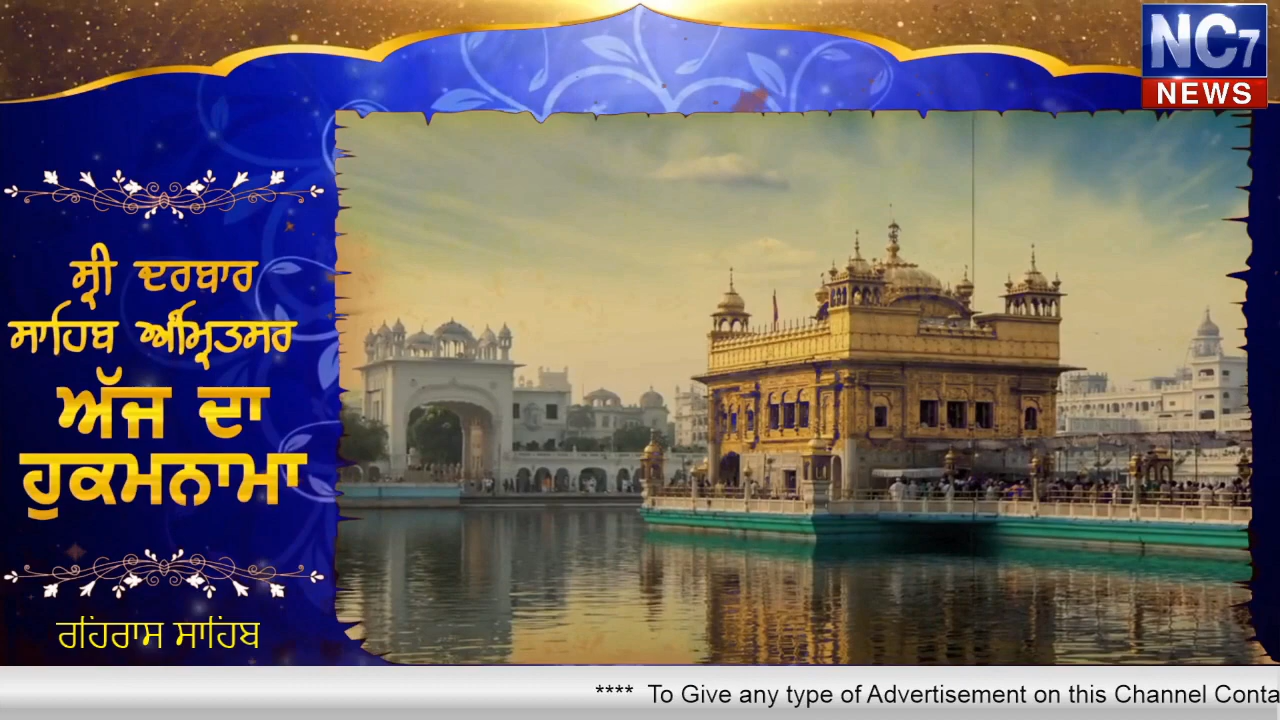 NC7
NEWS
ਸ੍ਰੀ ਦਰਬਾਰ
ਸਾਹਿਬ ਅੰਮ੍ਰਿਤਸਰ
ਅੱਜ ਦਾ
ਹੁਕਮਨਾਮਾ
ਰਹਿਰਾਸ ਸਾਹਿਬ
**** To Give any type of Advertisement on this Channel Conta